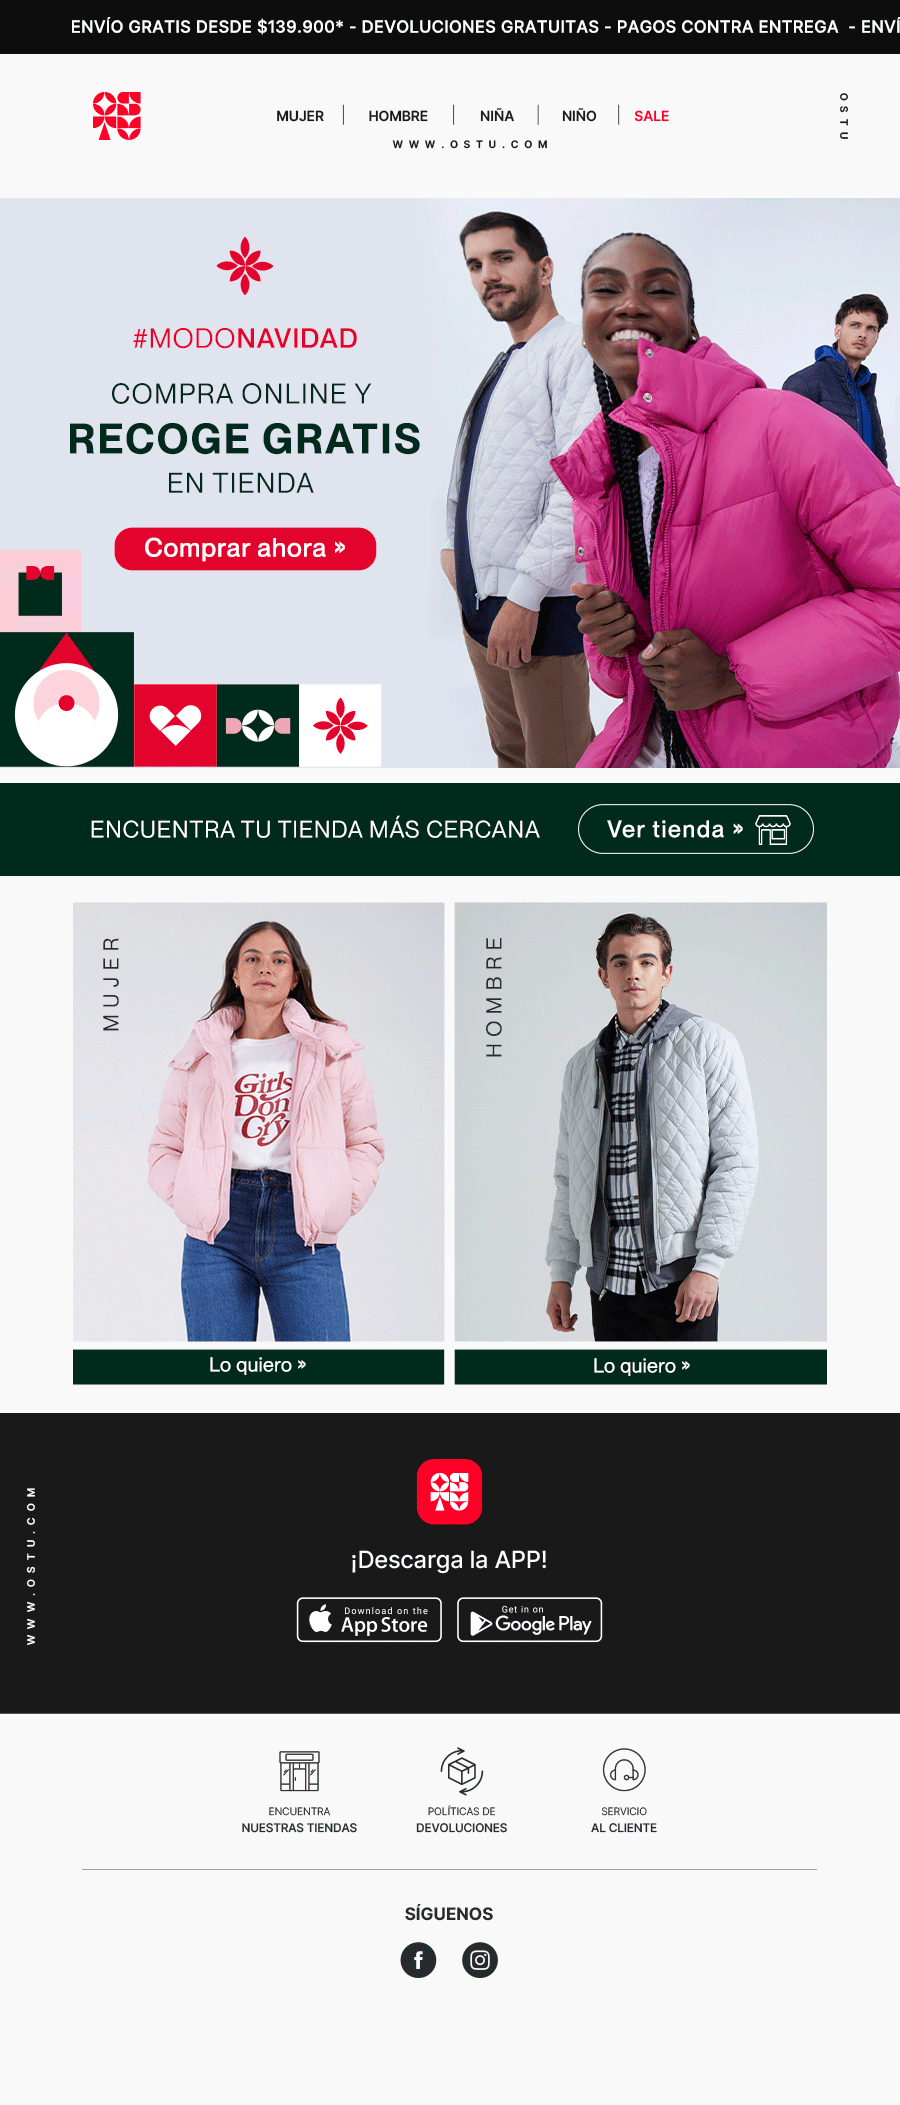 ENVÍO GRATIS DESDE $139.900* - DEVOLUCIONES GRATUITAS - PAGOS CONTRA ENTREGA - ENVÍ
OSTU
MUJER | HOMBRE | NIÑA | NIÑO | SALE
WWW.OSTU.COM
OSTU
#MODONAVIDAD
COMPRA ONLINE Y
RECOGE GRATIS
EN TIENDA
Comprar ahora »
ENCUENTRA TU TIENDA MÁS CERCANA
Ver tienda »
MUJER
Girls
Don't
Cry
HOMBRE
Lo quiero »
Lo quiero »
WWW.OSTU.COM
OSTU
¡Descarga la APP!
Download on the
App Store
Get in on
Google Play
ENCUENTRA
NUESTRAS TIENDAS
POLÍTICAS DE
DEVOLUCIONES
SERVICIO
AL CLIENTE
SÍGUENOS